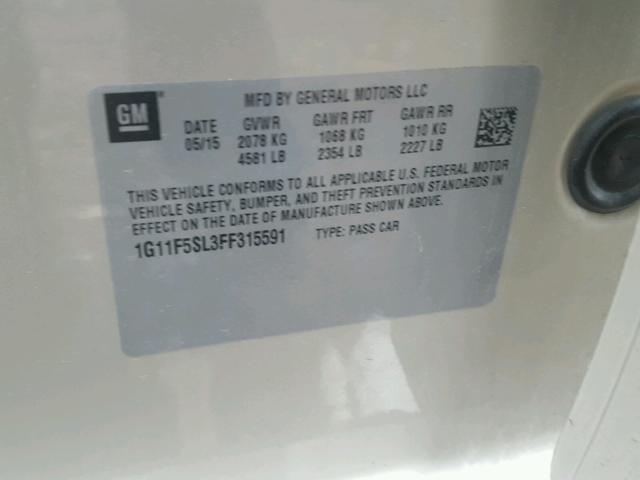 GM
MFD BY GENERAL MOTORS LLC
DATE GVWR GAWR FRT GAWR RR
05/15 2078 KG 1068 KG 1010 KG
4581 LB 2354 LB 2227 LB
THIS VEHICLE CONFORMS TO ALL APPLICABLE U.S. FEDERAL MOTOR
VEHICLE SAFETY, BUMPER, AND THEFT PREVENTION STANDARDS IN
EFFECT ON THE DATE OF MANUFACTURE SHOWN ABOVE.
1G11F5SL3FF315591 TYPE: PASS CAR